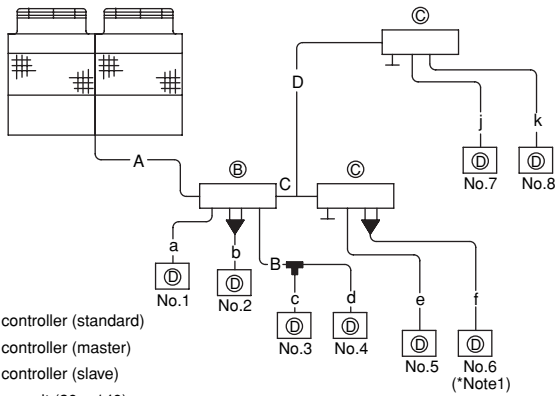 Ⓒ
D
A
Ⓑ
C
Ⓒ
j
k
Ⓓ
Ⓓ
No.7
No.8
a
b
B
Ⓓ
Ⓓ
No.1
No.2
c
d
e
f
Ⓓ
Ⓓ
No.3
No.4
Ⓓ
Ⓓ
No.5
No.6
(*Note1)
controller (standard)
controller (master)
controller (slave)